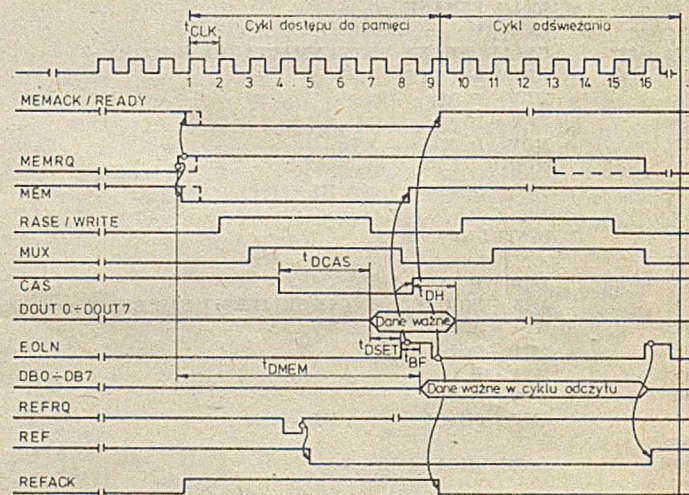 tCLK
Cykl dostępu do pamięci
Cykl odświeżania
1 2 3 4 5 6 7 8 9 10 11 12 13 14 15 16
MEMACK / READY
MEMRQ
MEM
RASE / WRITE
MUX
tDCAS
CAS
tDH
DOUT 0÷DOUT7
Dane ważne
EOLN
tDSET
tBF
tDMEM
DB0÷DB7
Dane ważne w cyklu odczytu
REFRQ
REF
REFACK